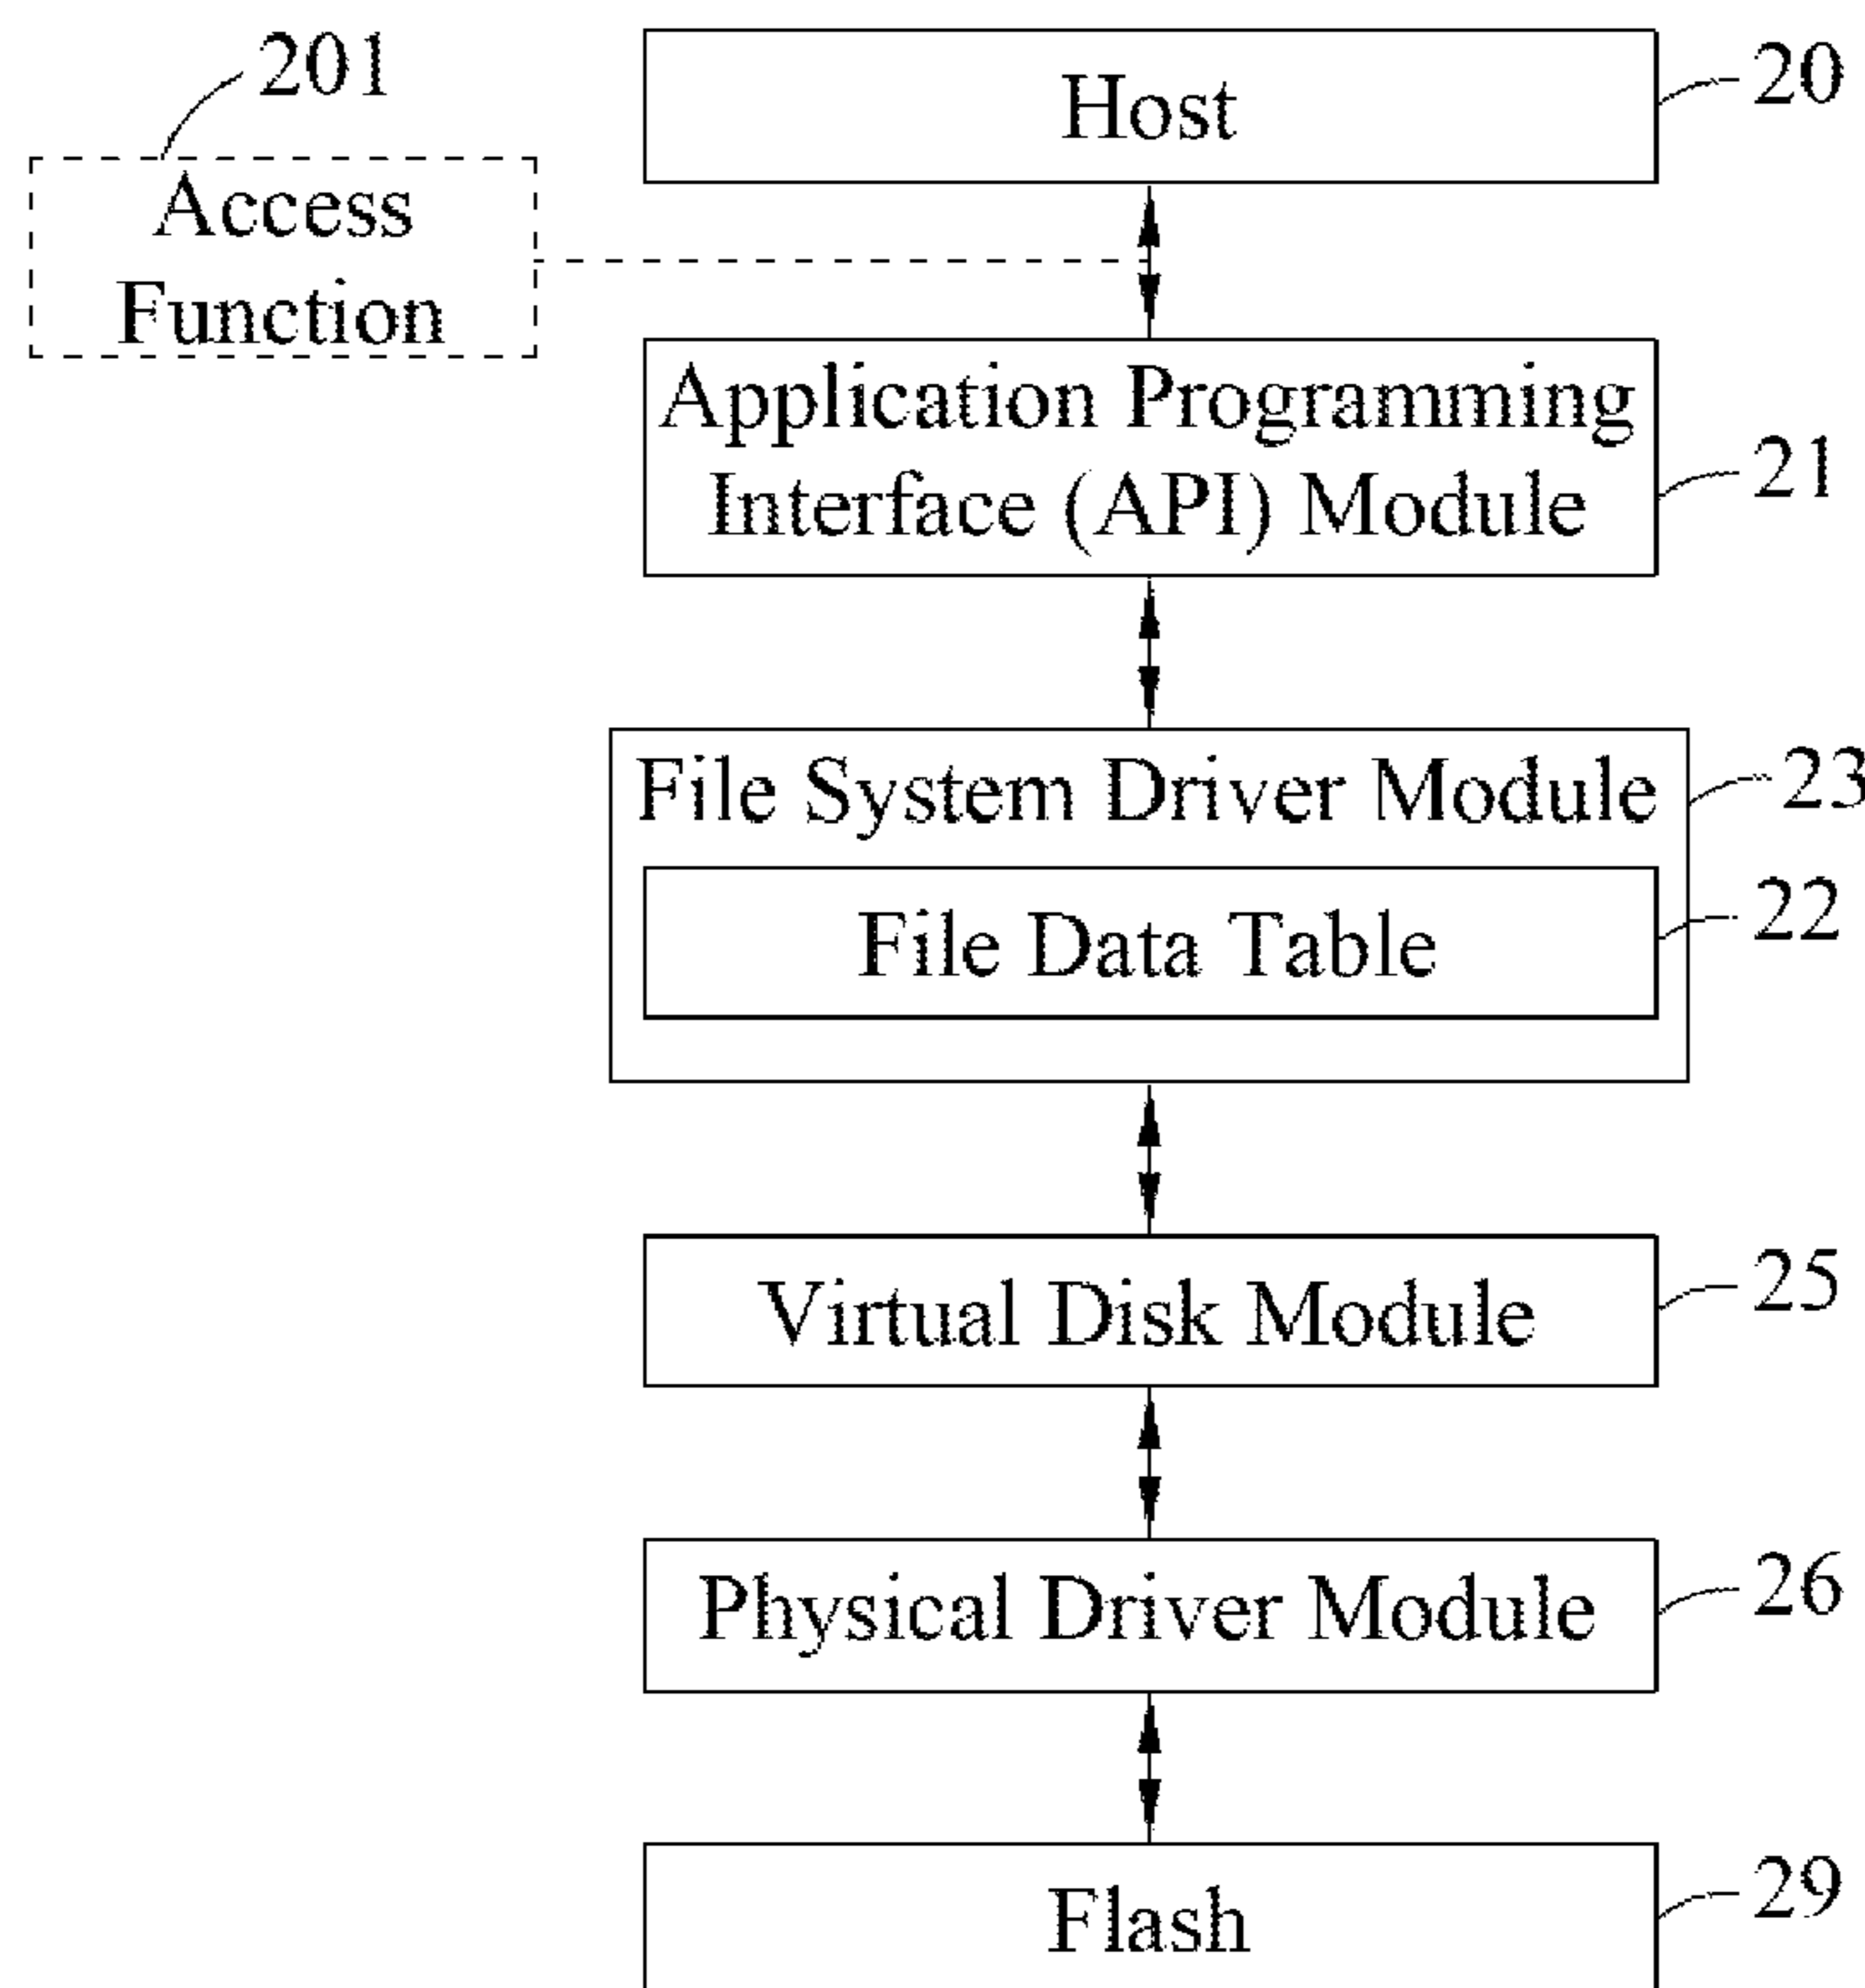 201
Host
20
Access
Function
Application Programming
Interface (API) Module
21
File System Driver Module
23
File Data Table
22
Virtual Disk Module
25
Physical Driver Module
26
Flash
29